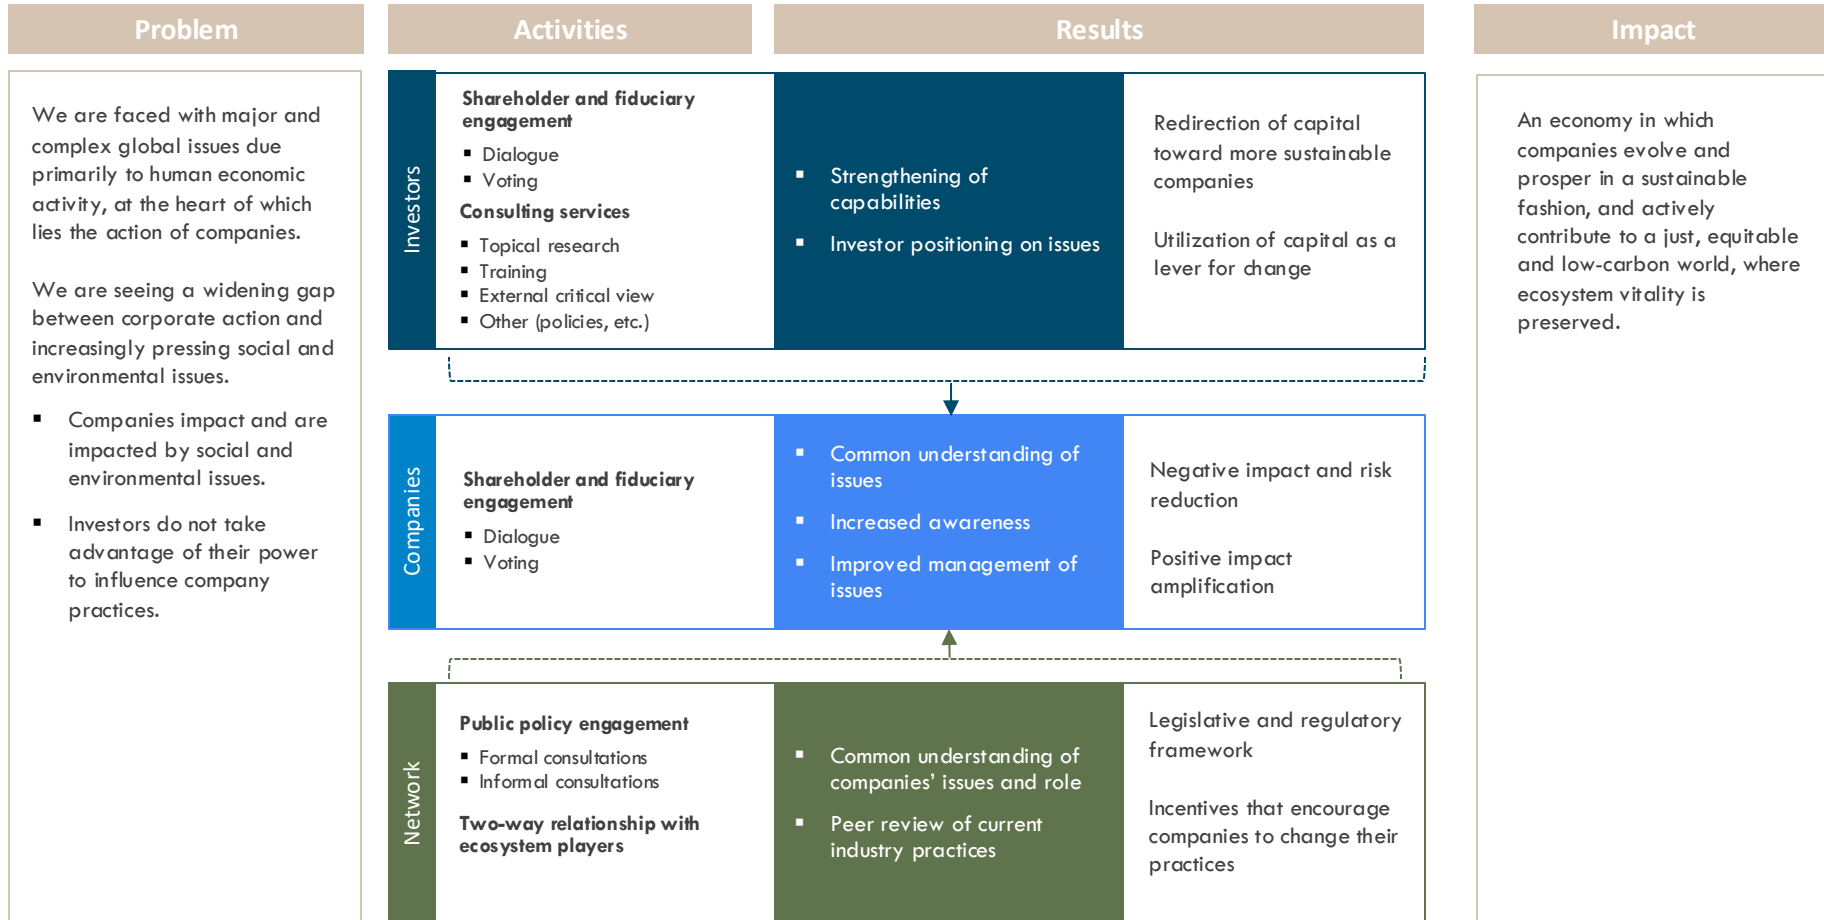 Problem
Activities
Results
Impact
We are faced with major and
complex global issues due
primarily to human economic
activity, at the heart of which
lies the action of companies.
We are seeing a widening gap
between corporate action and
increasingly pressing social and
environmental issues.
▪ Companies impact and are
impacted by social and
environmental issues.
▪ Investors do not take
advantage of their power
to influence company
practices.
Investors
Shareholder and fiduciary
engagement
▪ Dialogue
▪ Voting
Consulting services
▪ Topical research
▪ Training
▪ External critical view
▪ Other (policies, etc.)
▪ Strengthening of
capabilities
▪ Investor positioning on issues
Redirection of capital
toward more sustainable
companies
Utilization of capital as a
lever for change
Companies
Shareholder and fiduciary
engagement
▪ Dialogue
▪ Voting
▪ Common understanding of
issues
▪ Increased awareness
▪ Improved management of
issues
Negative impact and risk
reduction
Positive impact
amplification
Network
Public policy engagement
▪ Formal consultations
▪ Informal consultations
Two-way relationship with
ecosystem players
▪ Common understanding of
companies’ issues and role
▪ Peer review of current
industry practices
Legislative and regulatory
framework
Incentives that encourage
companies to change their
practices
An economy in which
companies evolve and
prosper in a sustainable
fashion, and actively
contribute to a just, equitable
and low-carbon world, where
ecosystem vitality is
preserved.